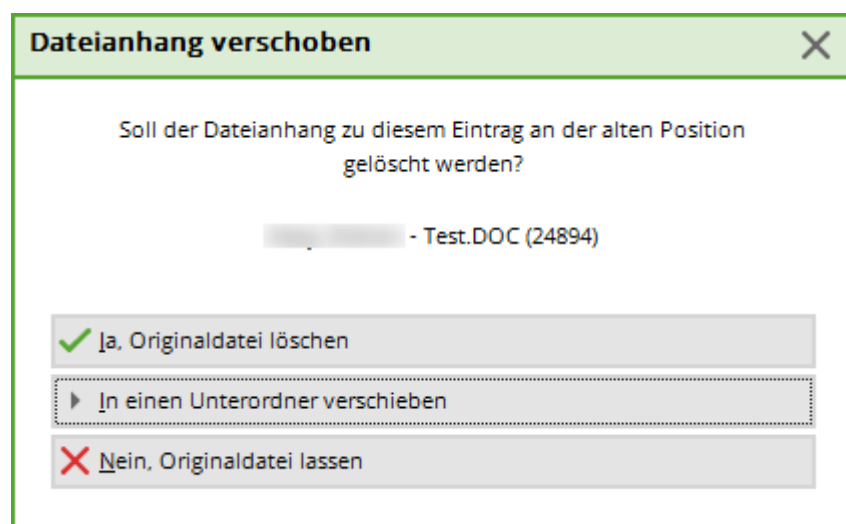 Dateianhang verschoben
Soll der Dateianhang zu diesem Eintrag an der alten Position
gelöscht werden?
- Test.DOC (24894)
Ja, Originaldatei löschen
In einen Unterordner verschieben
Nein, Originaldatei lassen